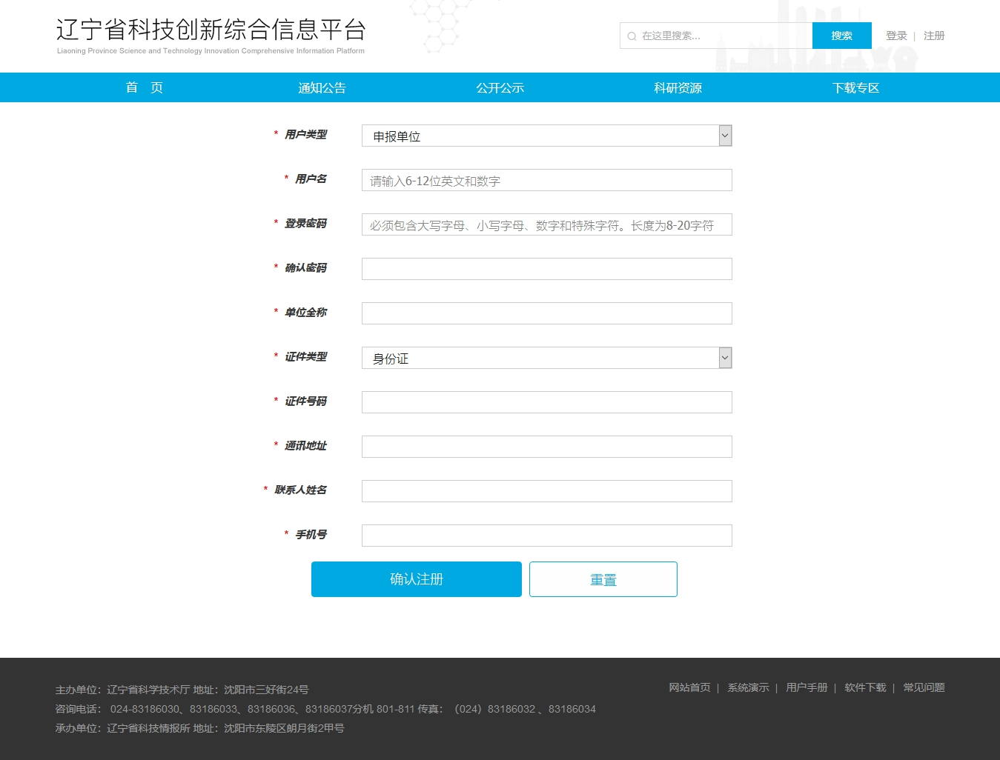 辽宁省科技创新综合信息平台
Liaoning Province Science and Technology Innovation Comprehensive Information Platform
在这里搜索... 搜索 登录 | 注册
首 页 通知公告 公开公示 科研资源 下载专区
* 用户类型 申报单位
* 用户名 请输入6-12位英文和数字
* 登录密码 必须包含大写字母、小写字母、数字和特殊字符。长度为8-20字符
* 确认密码
* 单位全称
* 证件类型 身份证
* 证件号码
* 通讯地址
* 联系人姓名
* 手机号
确认注册 重置
主办单位：辽宁省科学技术厅 地址：沈阳市三好街24号
网站首页 | 系统演示 | 用户手册 | 软件下载 | 常见问题
咨询电话： 024-83186030、83186033、83186036、83186037分机 801-811 传真：（024）83186032 、83186034
承办单位：辽宁省科技情报所 地址：沈阳市东陵区朗月街2甲号